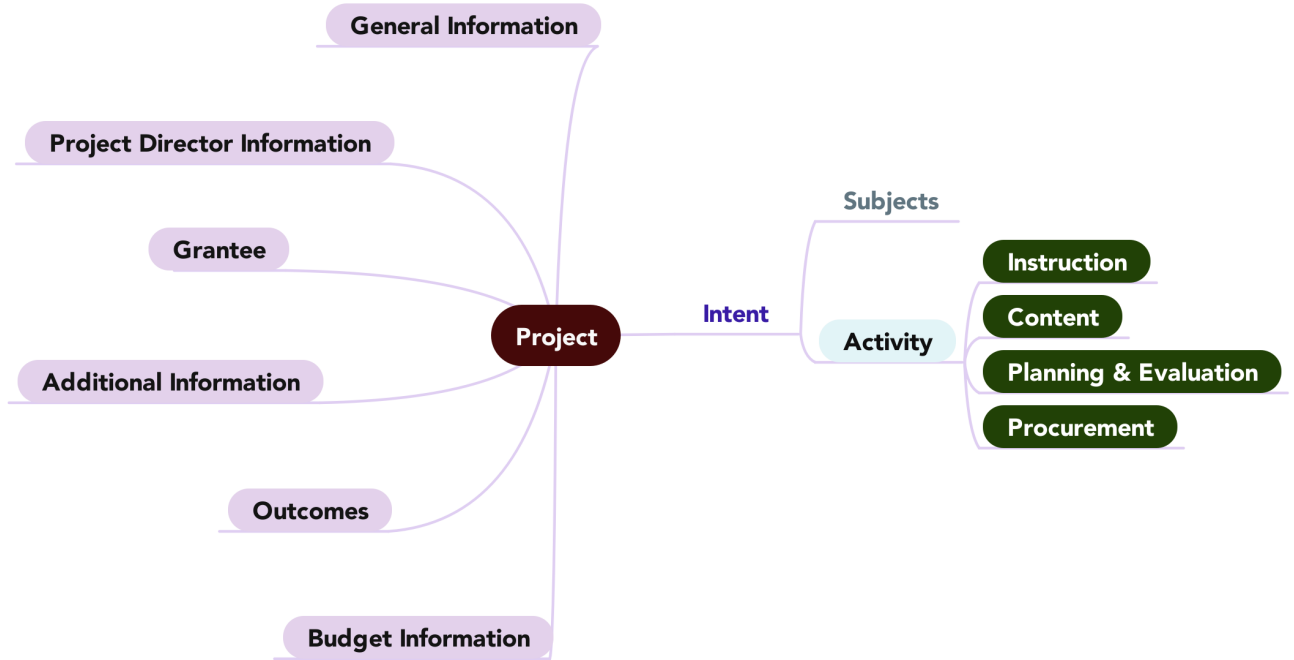 General Information
Project Director Information
Grantee
Additional Information
Outcomes
Budget Information
Project
Intent
Subjects
Activity
Instruction
Content
Planning & Evaluation
Procurement